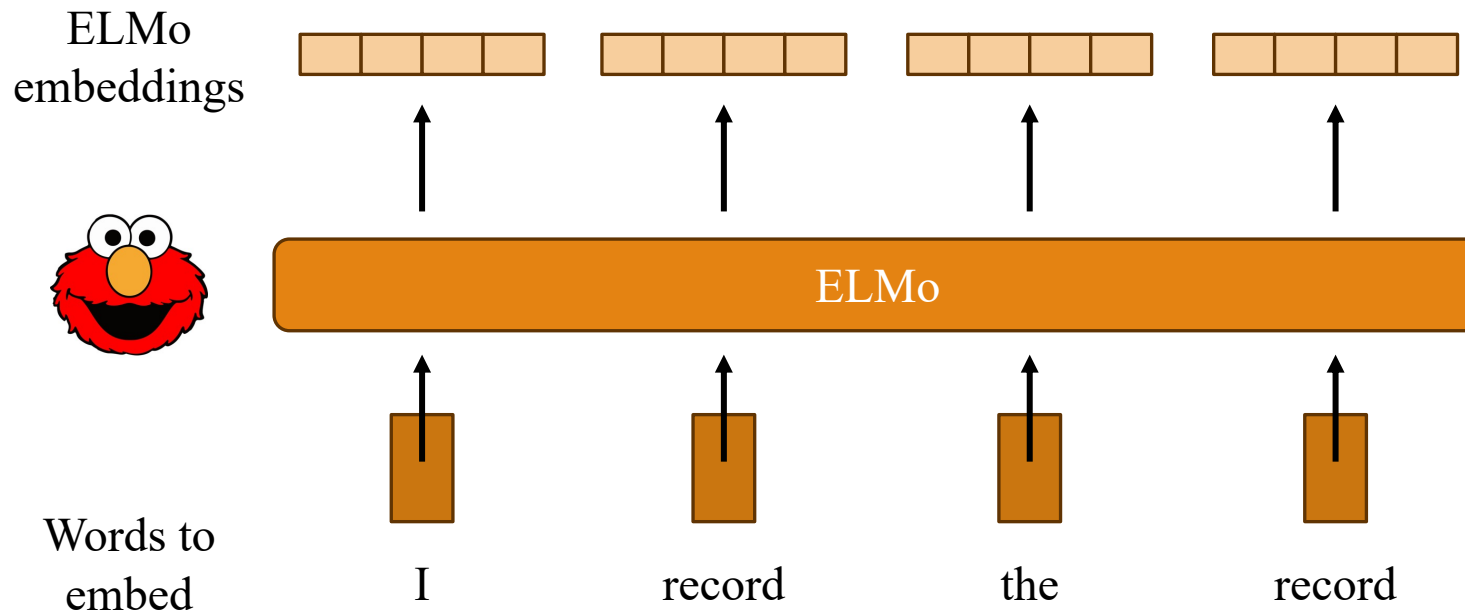 ELMo
embeddings
ELMo
Words to
embed
I record the record